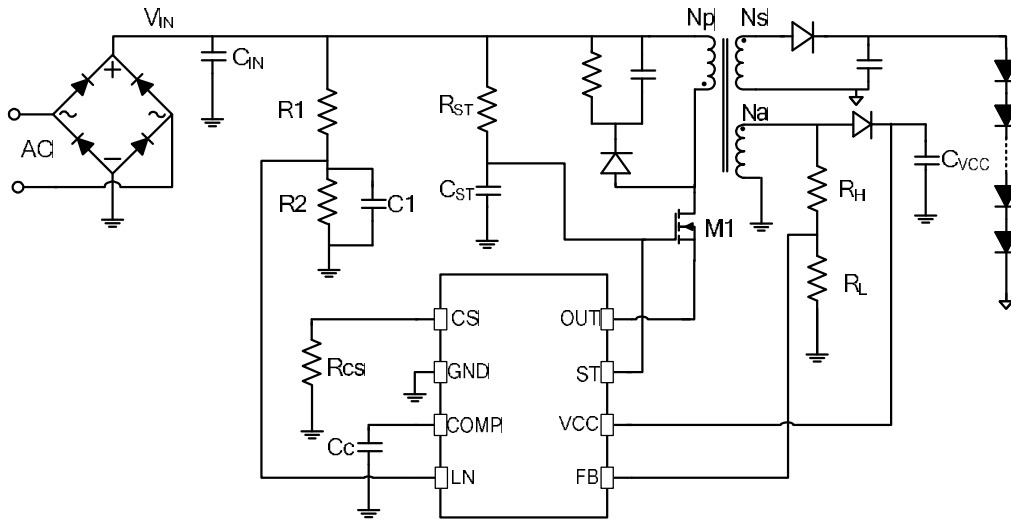 VIN
Np
Ns
CIN
R1
RST
Na
AC
CVCC
R2
C1
CST
RH
M1
RL
CS
OUT
Rcs
GND
ST
COMP
VCC
Cc
LN
FB